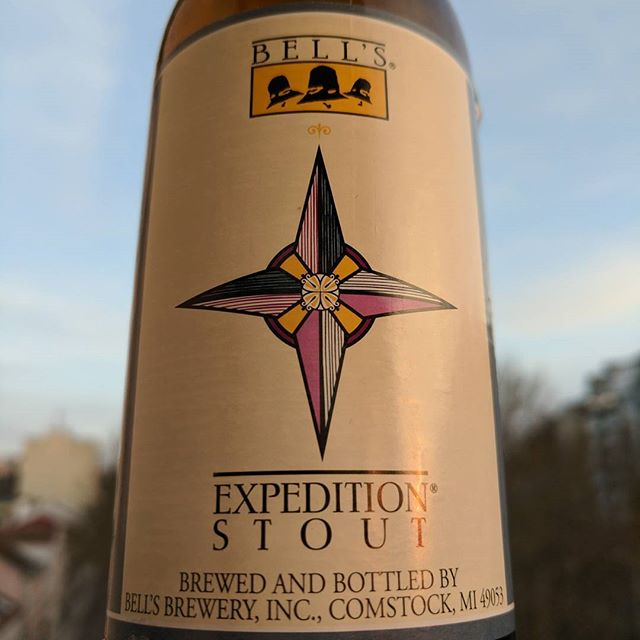 BELL'S®
EXPEDITION®
STOUT
BREWED AND BOTTLED BY
BELL'S BREWERY, INC., COMSTOCK, MI 49053